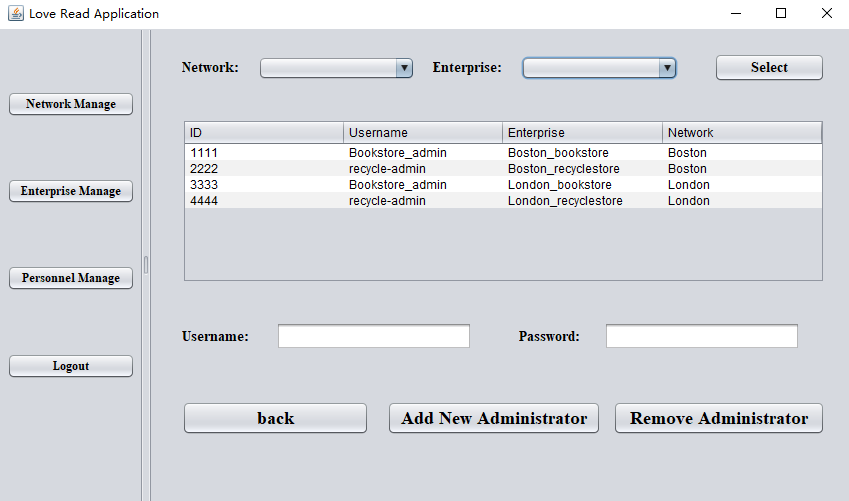 Love Read Application
Network: Enterprise: Select
Network Manage
Enterprise Manage
Personnel Manage
Logout
ID Username Enterprise Network
1111 Bookstore_admin Boston_bookstore Boston
2222 recycle-admin Boston_recyclestore Boston
3333 Bookstore_admin London_bookstore London
4444 recycle-admin London_recyclestore London
Username: Password:
back Add New Administrator Remove Administrator